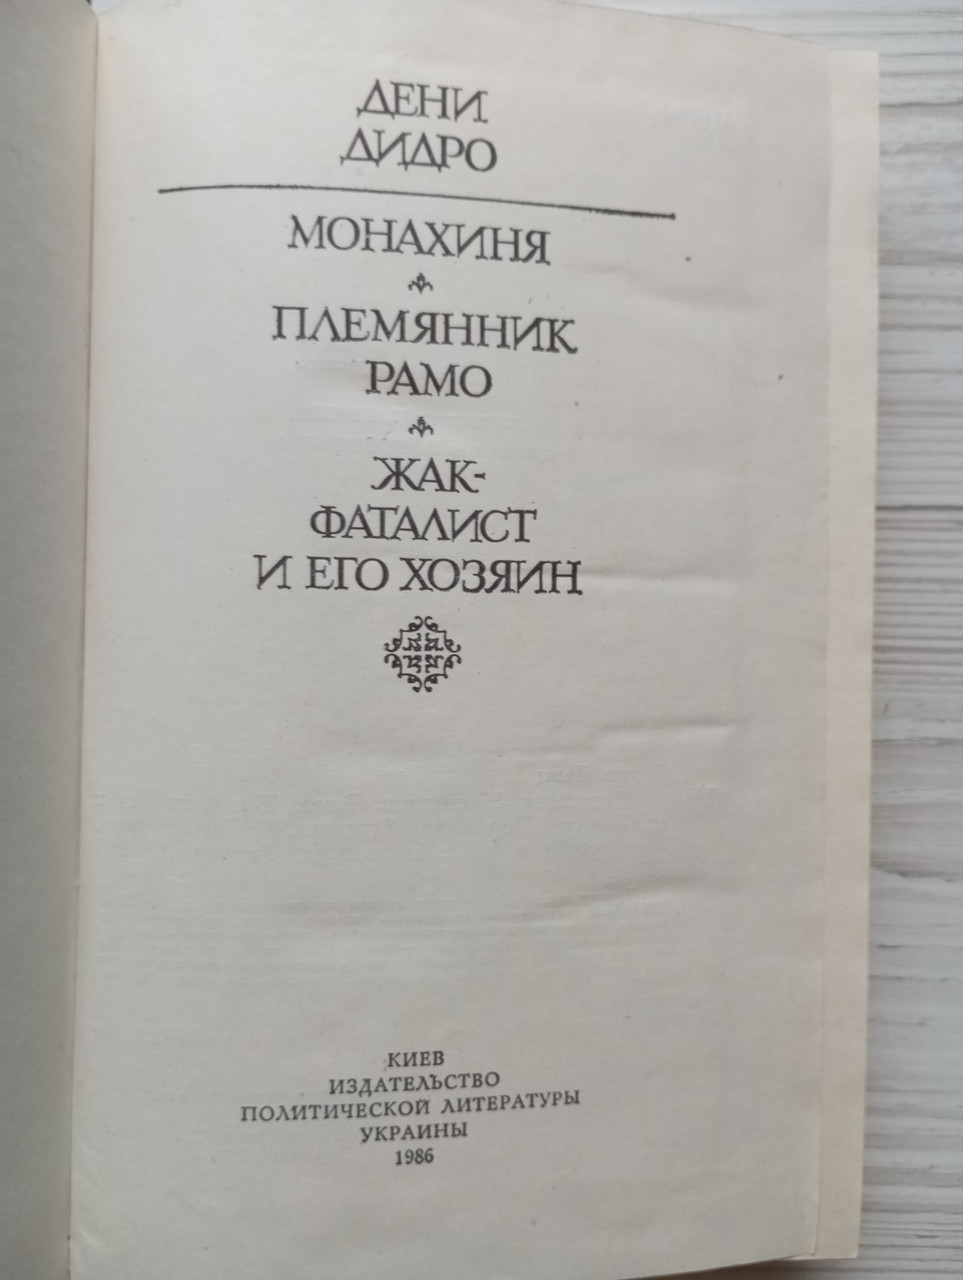 ДЕНИ
ДИДРО
МОНАХИНЯ
ПЛЕМЯННИК
РАМО
ЖАК-
ФАТАЛИСТ
И ЕГО ХОЗЯИН
КИЕВ
ИЗДАТЕЛЬСТВО
ПОЛИТИЧЕСКОЙ ЛИТЕРАТУРЫ
УКРАИНЫ
1986